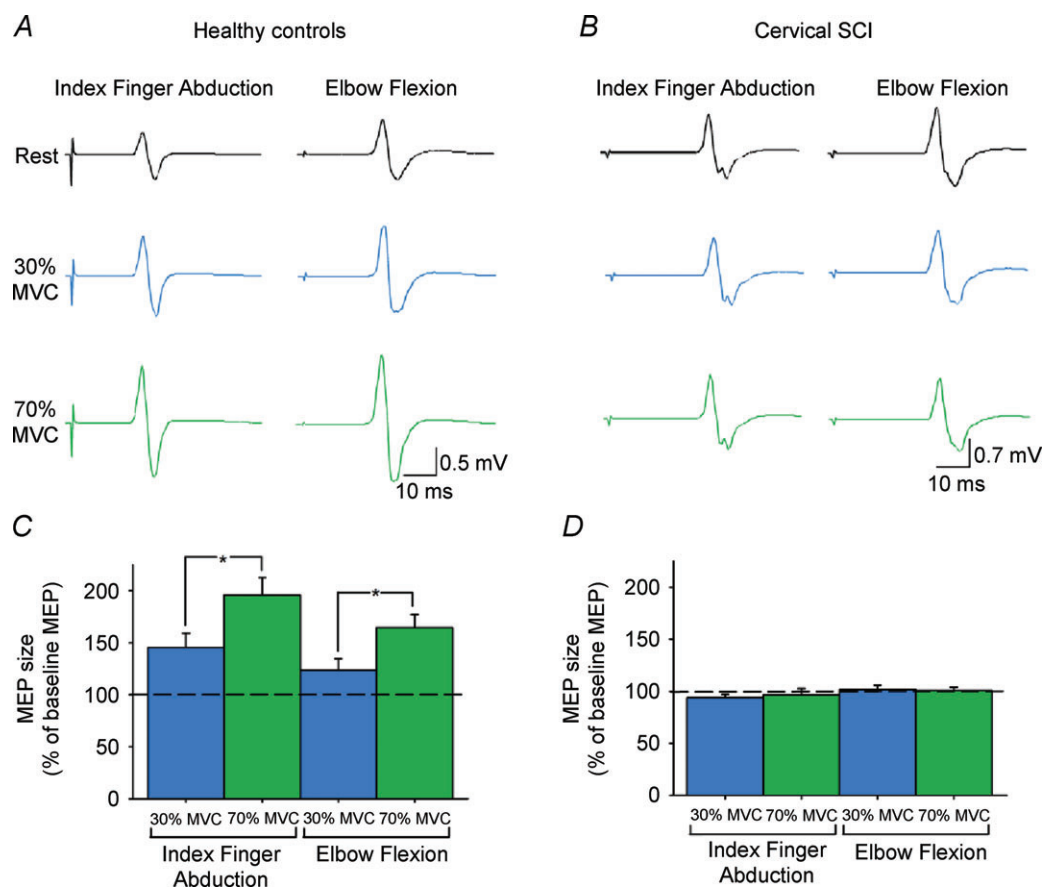 A Healthy controls
Index Finger Abduction Elbow Flexion
Rest
30%
MVC
70%
MVC
0.5 mV
10 ms
B Cervical SCI
Index Finger Abduction Elbow Flexion
0.7 mV
10 ms
C
MEP size
(% of baseline MEP)
200
150
100
50
0
*
*
30% MVC 70% MVC 30% MVC 70% MVC
Index Finger
Abduction
Elbow Flexion
D
MEP size
(% of baseline MEP)
200
150
100
50
0
30% MVC 70% MVC 30% MVC 70% MVC
Index Finger
Abduction
Elbow Flexion